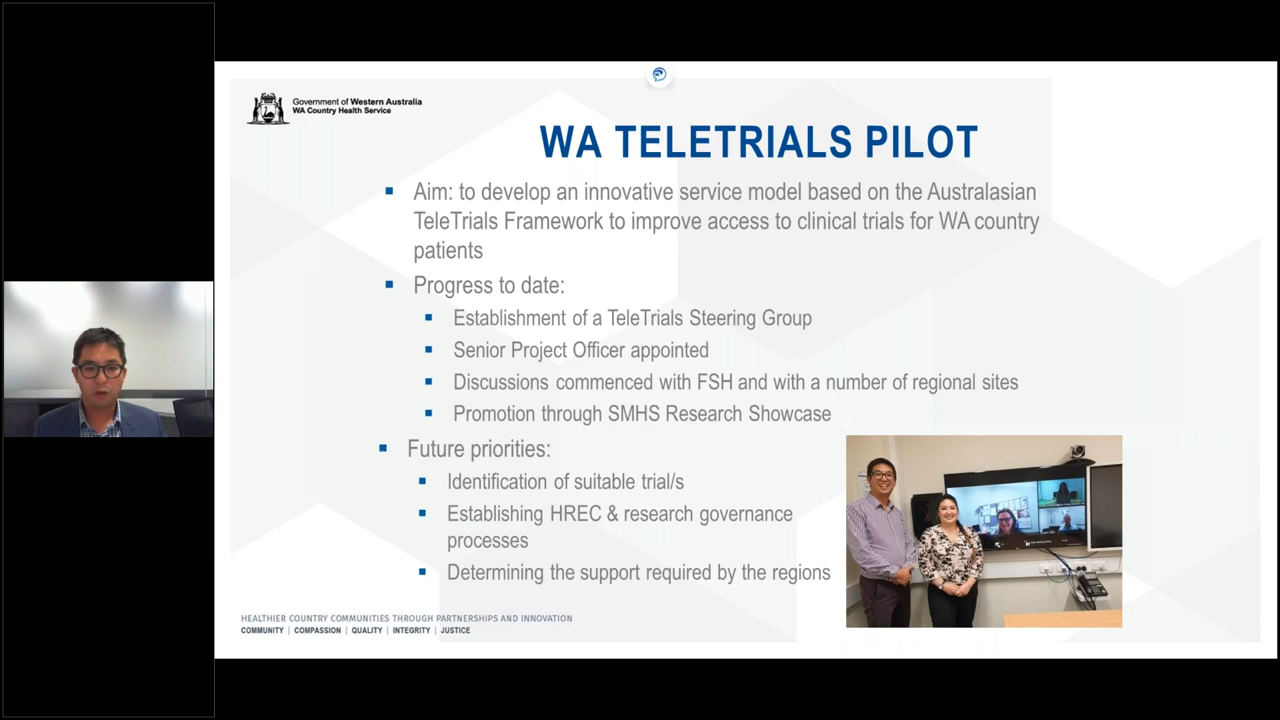 Government of Western Australia
WA Country Health Service
WA TELETRIALS PILOT
Aim: to develop an innovative service model based on the Australasian
TeleTrials Framework to improve access to clinical trials for WA country
patients
Progress to date:
Establishment of a TeleTrials Steering Group
Senior Project Officer appointed
Discussions commenced with FSH and with a number of regional sites
Promotion through SMHS Research Showcase
Future priorities:
Identification of suitable trial/s
Establishing HREC & research governance
processes
Determining the support required by the regions
HEALTHIER COUNTRY COMMUNITIES THROUGH PARTNERSHIPS AND INNOVATION
COMMUNITY | COMPASSION | QUALITY | INTEGRITY | JUSTICE